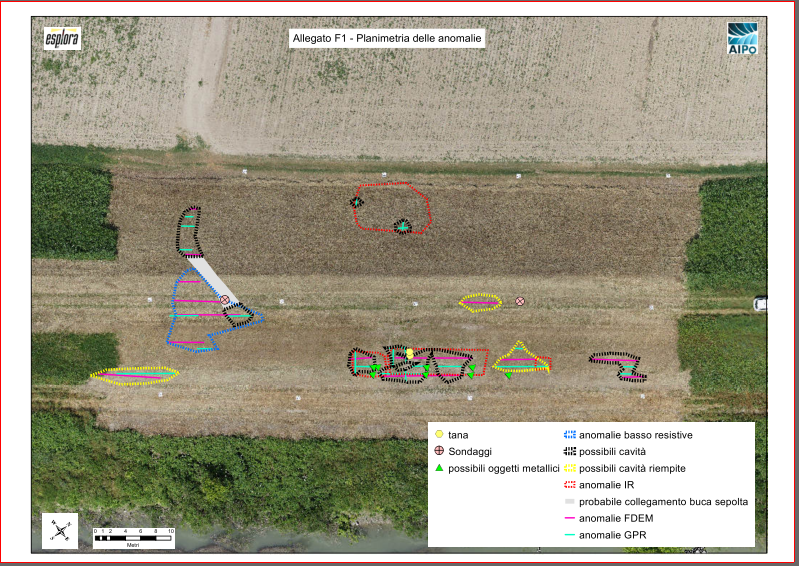 esplora
Allegato F1 - Planimetria delle anomalie
AIPo
tana
Sondaggi
possibili oggetti metallici
anomalie basso resistive
possibili cavità
possibili cavità riempite
anomalie IR
probabile collegamento buca sepolta
anomalie FDEM
anomalie GPR
0 1 2 4 6 8 10
Metri